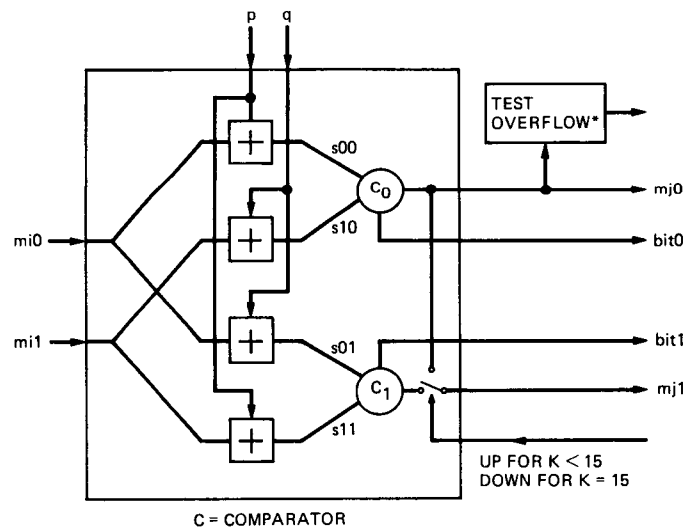 p q
TEST
OVERFLOW*
+
s00
C0
mj0
+
s10
mi0
bit0
+
s01
mi1
bit1
C1
mj1
+
s11
UP FOR K < 15
DOWN FOR K = 15
C = COMPARATOR